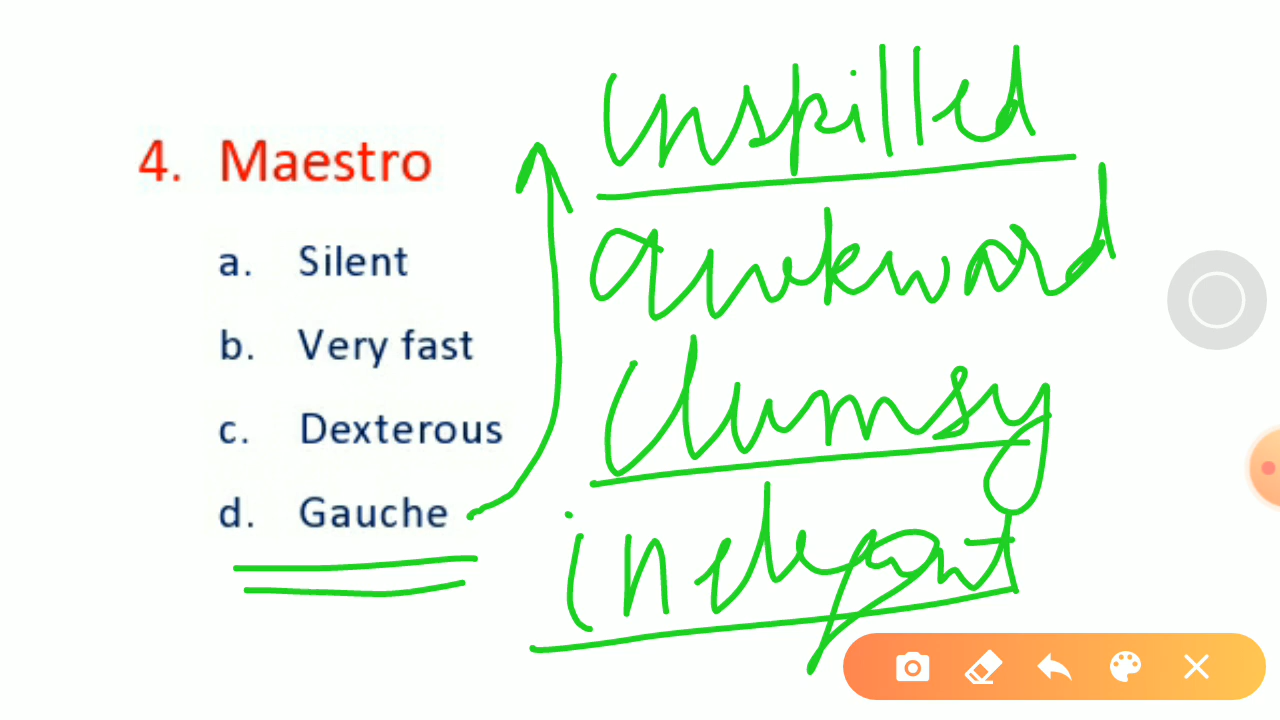 4. Maestro
a. Silent
b. Very fast
c. Dexterous
d. Gauche
unskilled
awkward
clumsy
inelegant